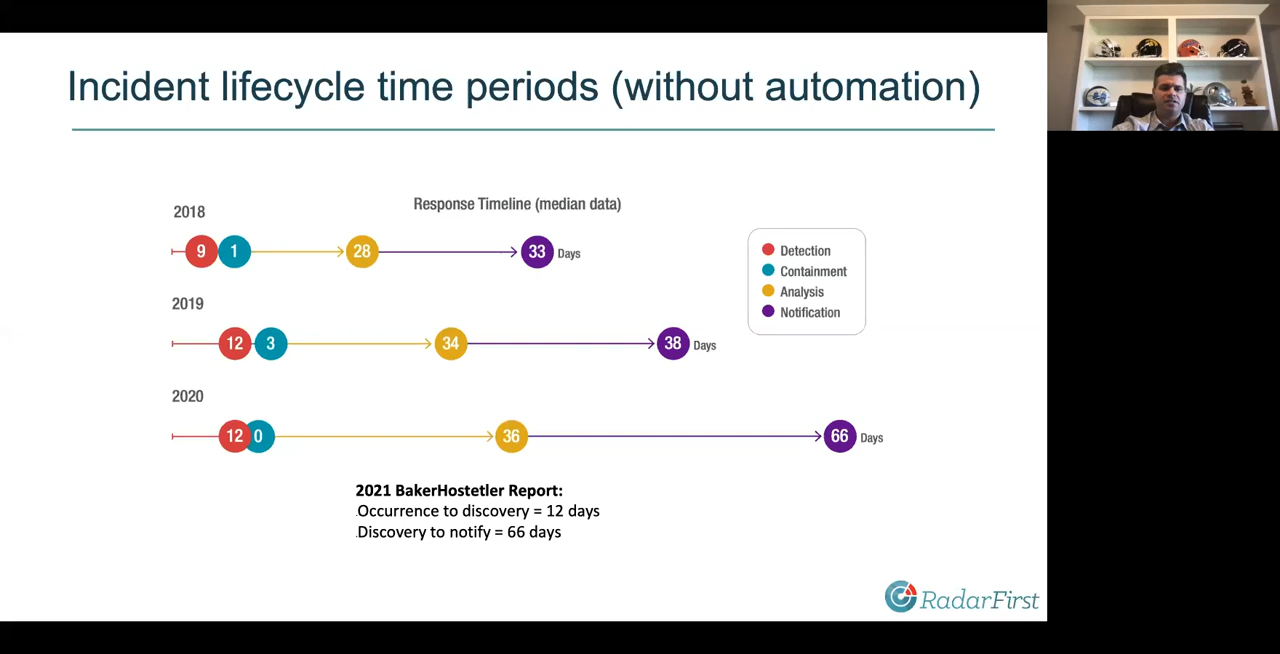 Incident lifecycle time periods (without automation)
Response Timeline (median data)
2018
9 1 28 33 Days
2019
12 3 34 38 Days
2020
12 0 36 66 Days
Detection
Containment
Analysis
Notification
2021 BakerHostetler Report:
Occurrence to discovery = 12 days
Discovery to notify = 66 days
RadarFirst